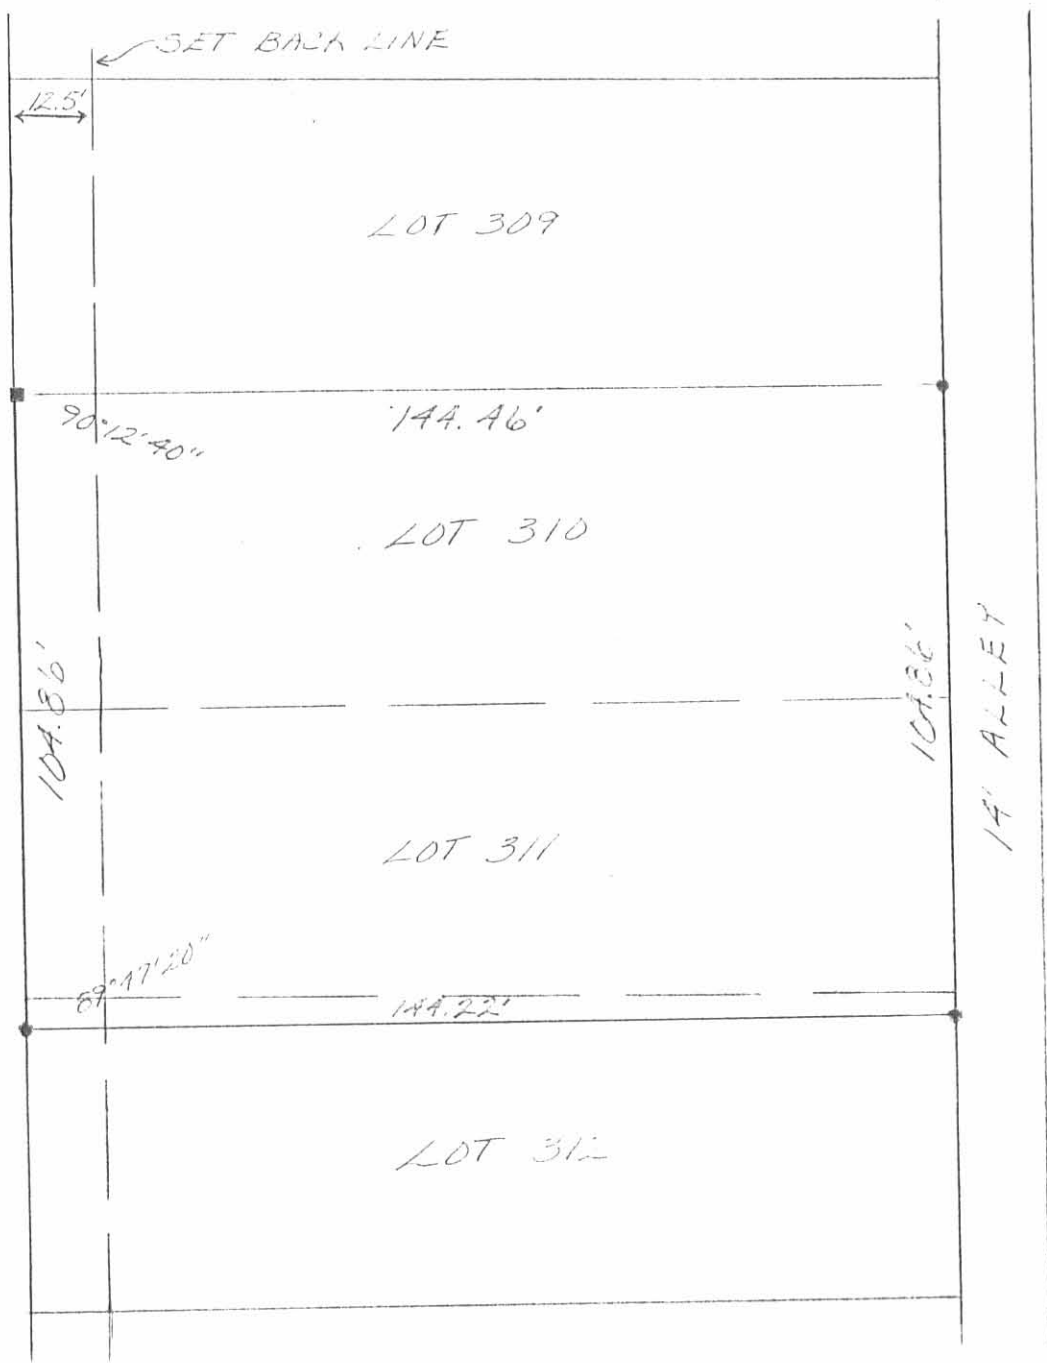 SET BACK LINE
12.5'
LOT 309
90°12'40"
144.46'
LOT 310
104.86'
104.86'
14' ALLEY
LOT 311
89°47'20"
144.22'
LOT 312